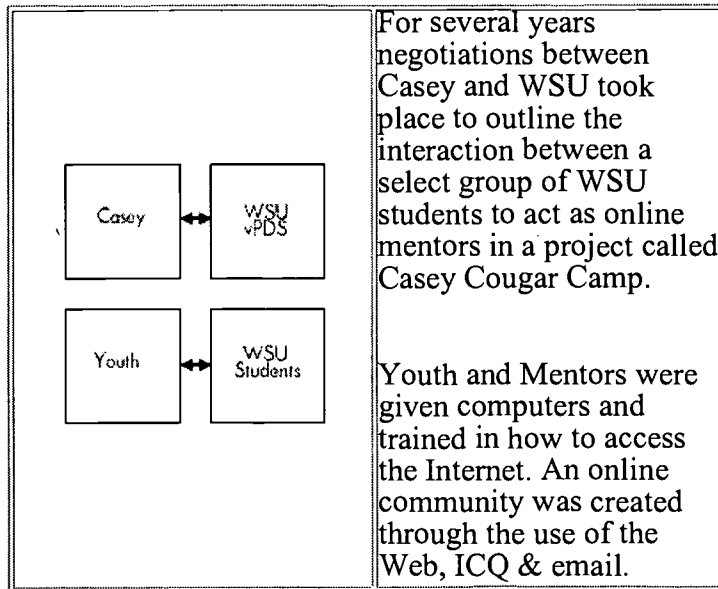 Casey
WSU
vPDS
Youth
WSU
Students
For several years
negotiations between
Casey and WSU took
place to outline the
interaction between a
select group of WSU
students to act as online
mentors in a project called
Casey Cougar Camp.
Youth and Mentors were
given computers and
trained in how to access
the Internet. An online
community was created
through the use of the
Web, ICQ & email.